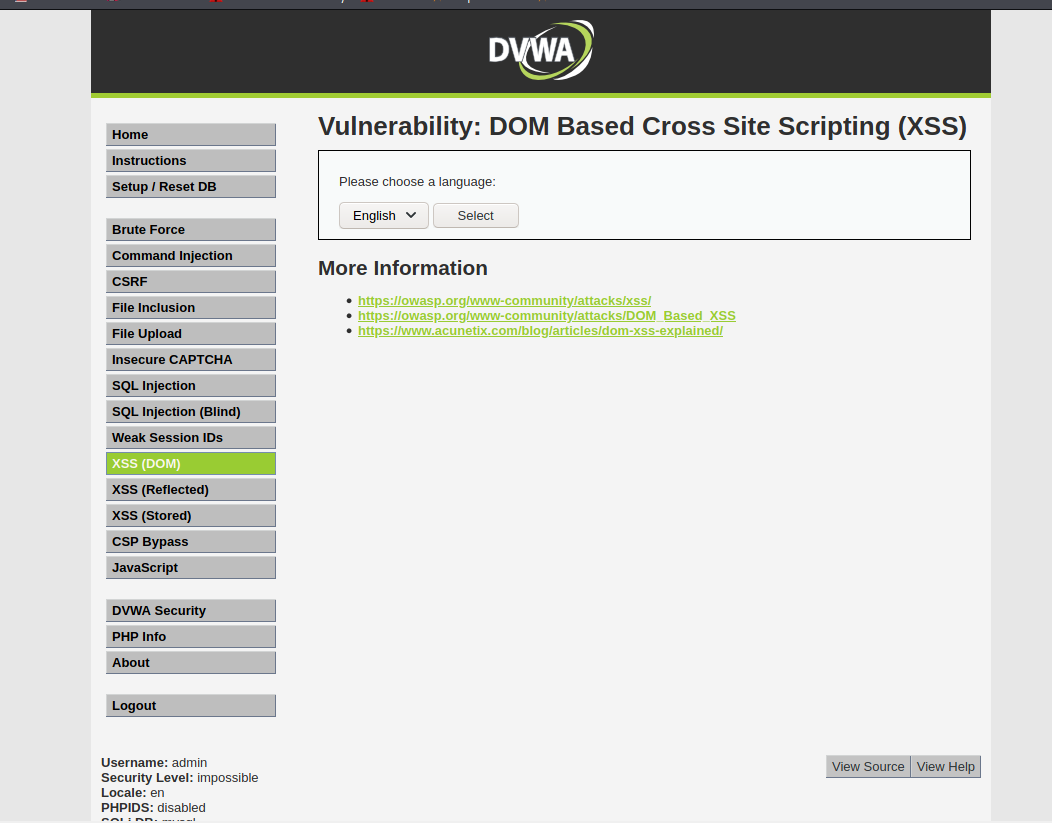 DVWA
Vulnerability: DOM Based Cross Site Scripting (XSS)
Home
Instructions
Setup / Reset DB
Brute Force
Command Injection
CSRF
File Inclusion
File Upload
Insecure CAPTCHA
SQL Injection
SQL Injection (Blind)
Weak Session IDs
XSS (DOM)
XSS (Reflected)
XSS (Stored)
CSP Bypass
JavaScript
DVWA Security
PHP Info
About
Logout
Please choose a language:
English Select
More Information
https://owasp.org/www-community/attacks/xss/
https://owasp.org/www-community/attacks/DOM_Based_XSS
https://www.acunetix.com/blog/articles/dom-xss-explained/
Username: admin
Security Level: impossible
Locale: en
PHPIDS: disabled
View Source View Help